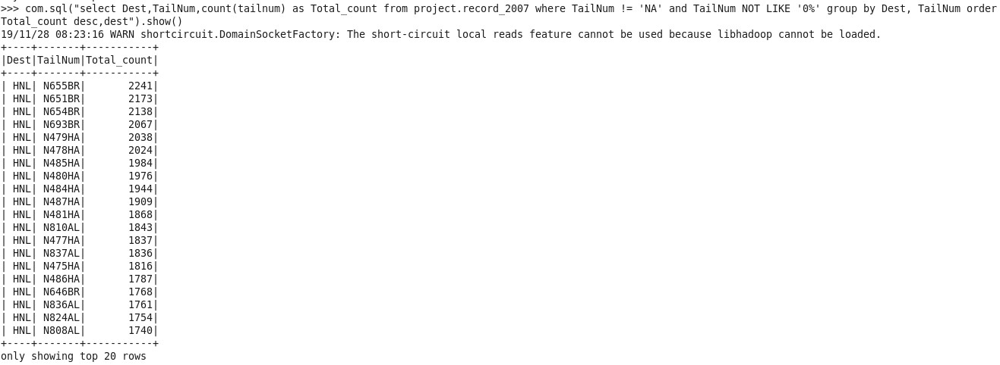 >>> com.sql("select Dest,TailNum,count(tailnum) as Total_count from project.record_2007 where TailNum != 'NA' and TailNum NOT LIKE '0%' group by Dest, TailNum order
Total_count desc,dest").show()
19/11/28 08:23:16 WARN shortcircuit.DomainSocketFactory: The short-circuit local reads feature cannot be used because libhadoop cannot be loaded.
+----+-------+-----------+
|Dest|TailNum|Total_count|
+----+-------+-----------+
| HNL| N655BR|       2241|
| HNL| N651BR|       2173|
| HNL| N654BR|       2138|
| HNL| N693BR|       2067|
| HNL| N479HA|       2038|
| HNL| N478HA|       2024|
| HNL| N485HA|       1984|
| HNL| N480HA|       1976|
| HNL| N484HA|       1944|
| HNL| N487HA|       1909|
| HNL| N481HA|       1868|
| HNL| N810AL|       1843|
| HNL| N477HA|       1837|
| HNL| N837AL|       1836|
| HNL| N475HA|       1816|
| HNL| N486HA|       1787|
| HNL| N646BR|       1768|
| HNL| N836AL|       1761|
| HNL| N824AL|       1754|
| HNL| N808AL|       1740|
+----+-------+-----------+
only showing top 20 rows